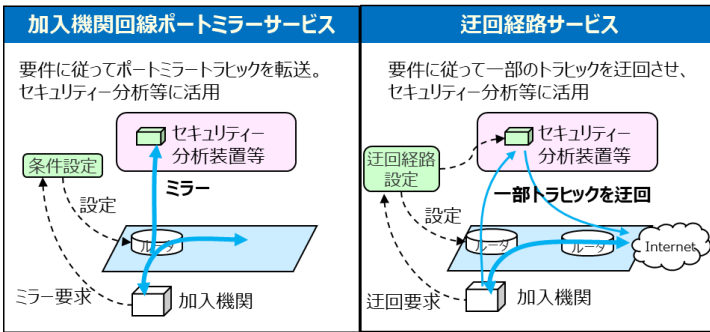 加入機関回線ポートミラーサービス
要件に従ってポートミラートラヒックを転送。
セキュリティー分析等に活用
セキュリティー
分析装置等
条件設定
ミラー
設定
ルータ
ミラー要求
加入機関
迂回経路サービス
要件に従って一部のトラヒックを迂回させ、
セキュリティー分析等に活用
セキュリティー
分析装置等
迂回経路
設定
一部トラヒックを迂回
設定
ルータ
ルータ
Internet
迂回要求
加入機関